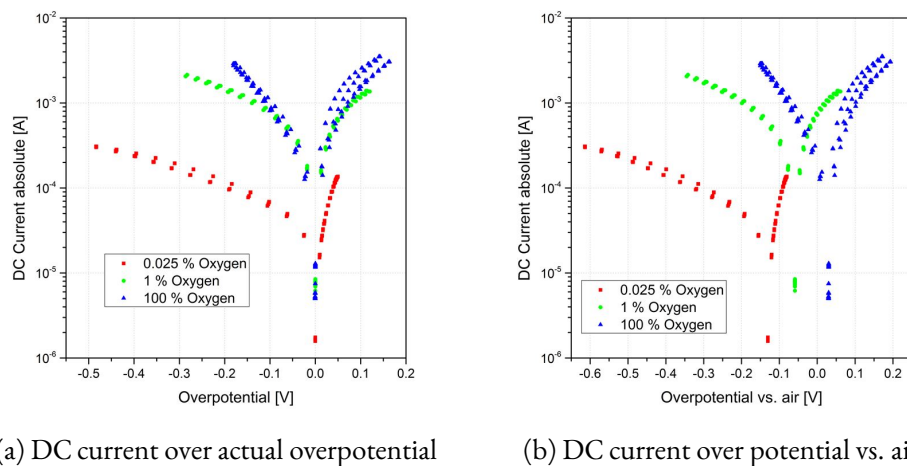 10⁻²
10⁻³
10⁻⁴
10⁻⁵
10⁻⁶
DC Current absolute [A]
0.025 % Oxygen
1 % Oxygen
100 % Oxygen
-0.5 -0.4 -0.3 -0.2 -0.1 0.0 0.1 0.2
Overpotential [V]
(a) DC current over actual overpotential
10⁻²
10⁻³
10⁻⁴
10⁻⁵
10⁻⁶
DC Current absolute [A]
0.025 % Oxygen
1 % Oxygen
100 % Oxygen
-0.6 -0.5 -0.4 -0.3 -0.2 -0.1 0.0 0.1 0.2
Overpotential vs. air [V]
(b) DC current over potential vs. air